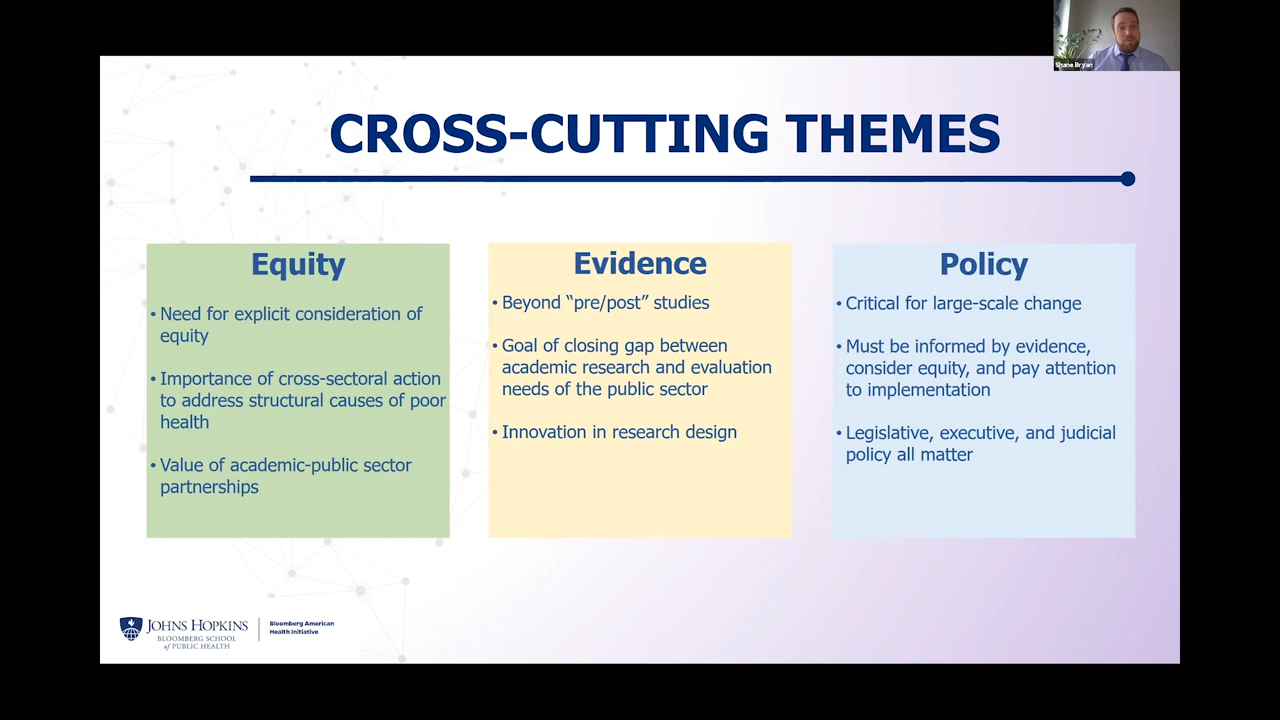 Shane Bryan
CROSS-CUTTING THEMES
Equity
• Need for explicit consideration of
equity
• Importance of cross-sectoral action
to address structural causes of poor
health
• Value of academic-public sector
partnerships
Evidence
• Beyond “pre/post” studies
• Goal of closing gap between
academic research and evaluation
needs of the public sector
• Innovation in research design
Policy
• Critical for large-scale change
• Must be informed by evidence,
consider equity, and pay attention
to implementation
• Legislative, executive, and judicial
policy all matter
JOHNS HOPKINS
BLOOMBERG SCHOOL
of PUBLIC HEALTH
Bloomberg American
Health Initiative